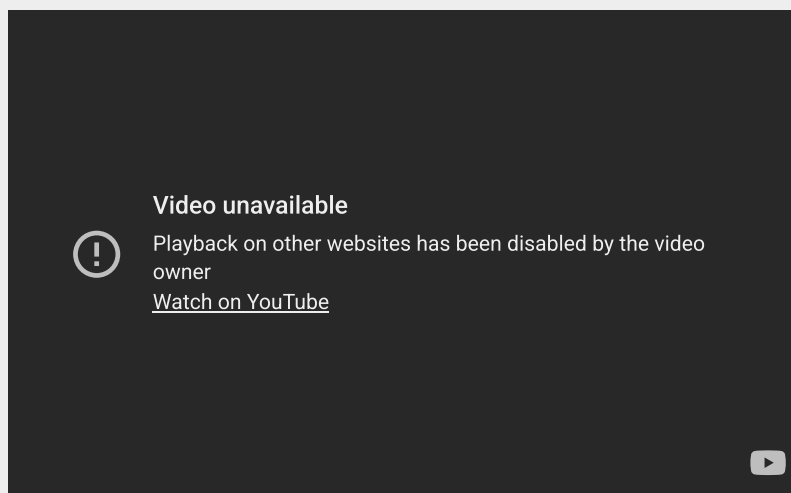 Video unavailable
Playback on other websites has been disabled by the video
owner
Watch on YouTube